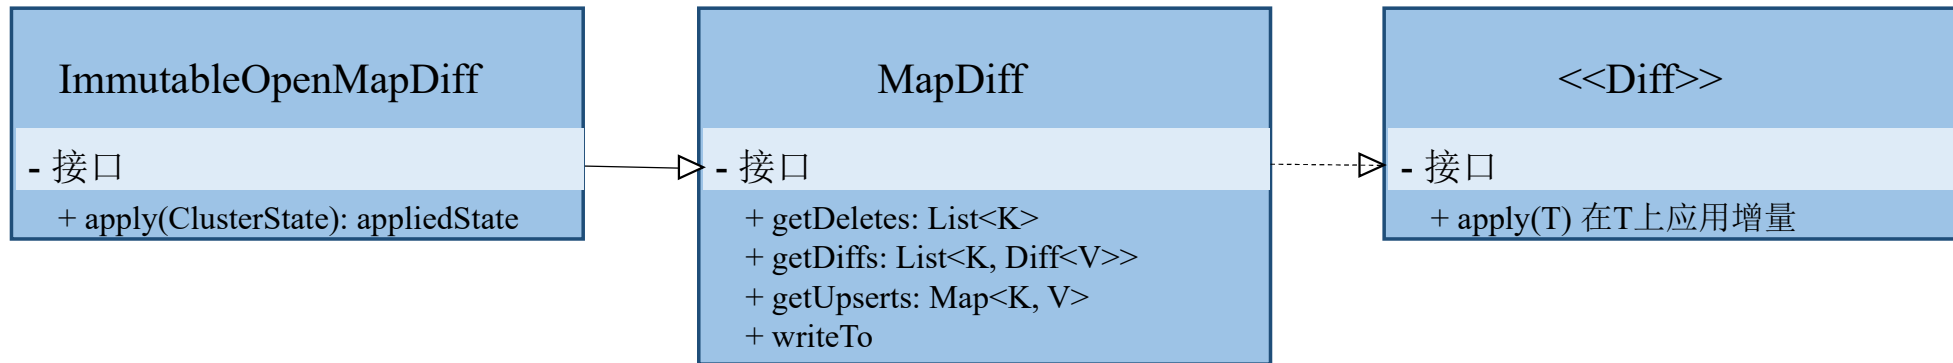 ImmutableOpenMapDiff
- 接口
+ apply(ClusterState): appliedState
MapDiff
- 接口
+ getDeletes: List<K>
+ getDiffs: List<K, Diff<V>>
+ getUpserts: Map<K, V>
+ writeTo
<<Diff>>
- 接口
+ apply(T) 在T上应用增量